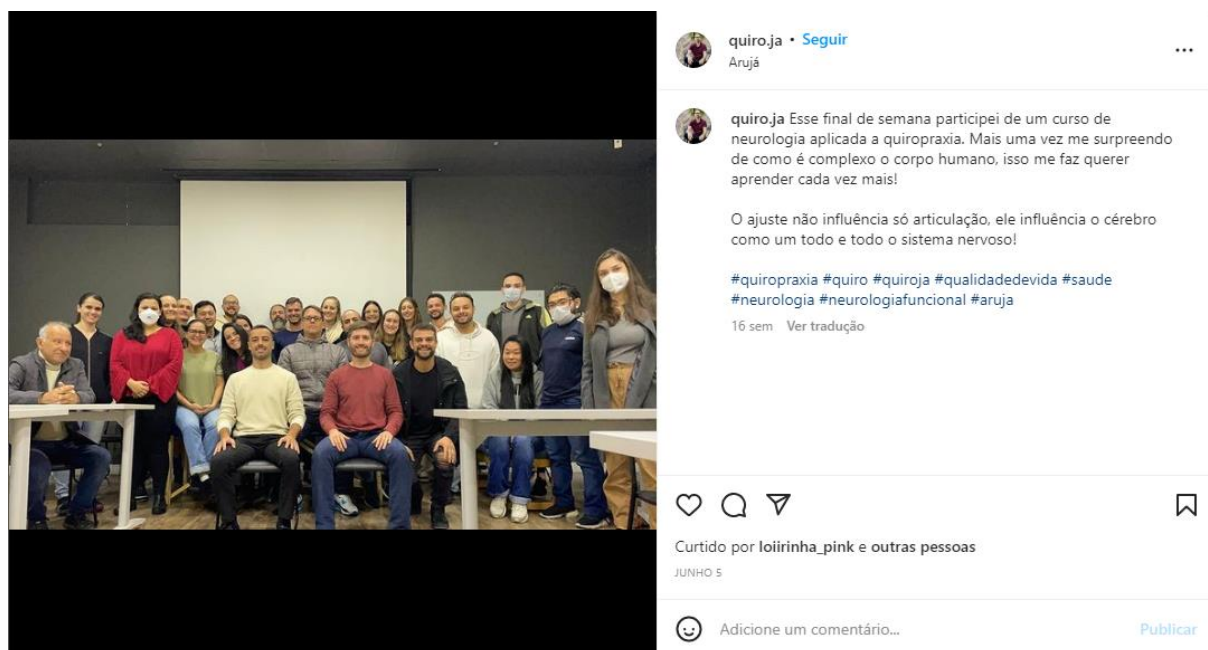 quiro.ja • Seguir
Arujá
quiro.ja Esse final de semana participei de um curso de
neurologia aplicada a quiropraxia. Mais uma vez me surpreendo
de como é complexo o corpo humano, isso me faz querer
aprender cada vez mais!
O ajuste não influência só articulação, ele influência o cérebro
como um todo e todo o sistema nervoso!
#quiropraxia #quiro #quiroja #qualidadedevida #saude
#neurologia #neurologiafuncional #aruja
16 sem Ver tradução
Curtido por loiirinha_pink e outras pessoas
JUNHO 5
Adicione um comentário... Publicar